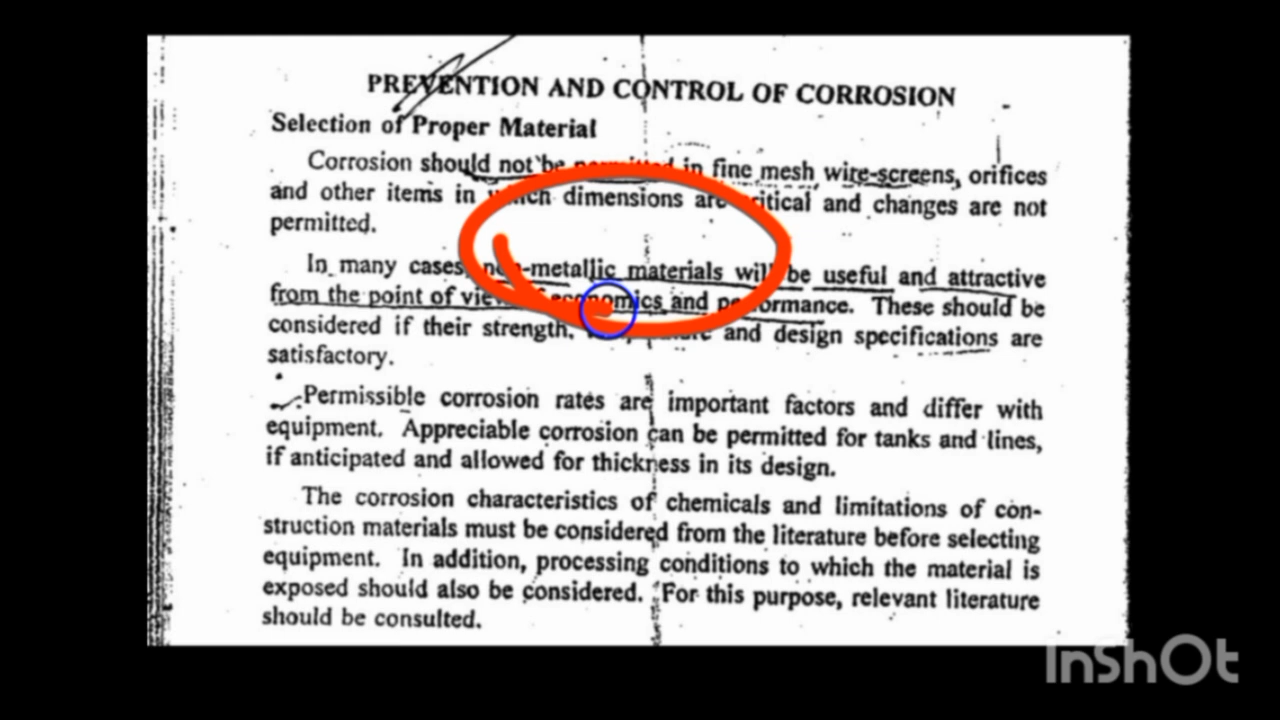 PREVENTION AND CONTROL OF CORROSION
Selection of Proper Material
Corrosion should not be permitted in fine mesh wire-screens, orifices
and other items in which dimensions are critical and changes are not
permitted.
In many cases, non-metallic materials will be useful and attractive
from the point of view of economics and performance. These should be
considered if their strength, and design specifications are
satisfactory.
Permissible corrosion rates are important factors and differ with
equipment. Appreciable corrosion can be permitted for tanks and lines,
if anticipated and allowed for thickness in its design.
The corrosion characteristics of chemicals and limitations of con-
struction materials must be considered from the literature before selecting
equipment. In addition, processing conditions to which the material is
exposed should also be considered. For this purpose, relevant literature
should be consulted.
InShOt